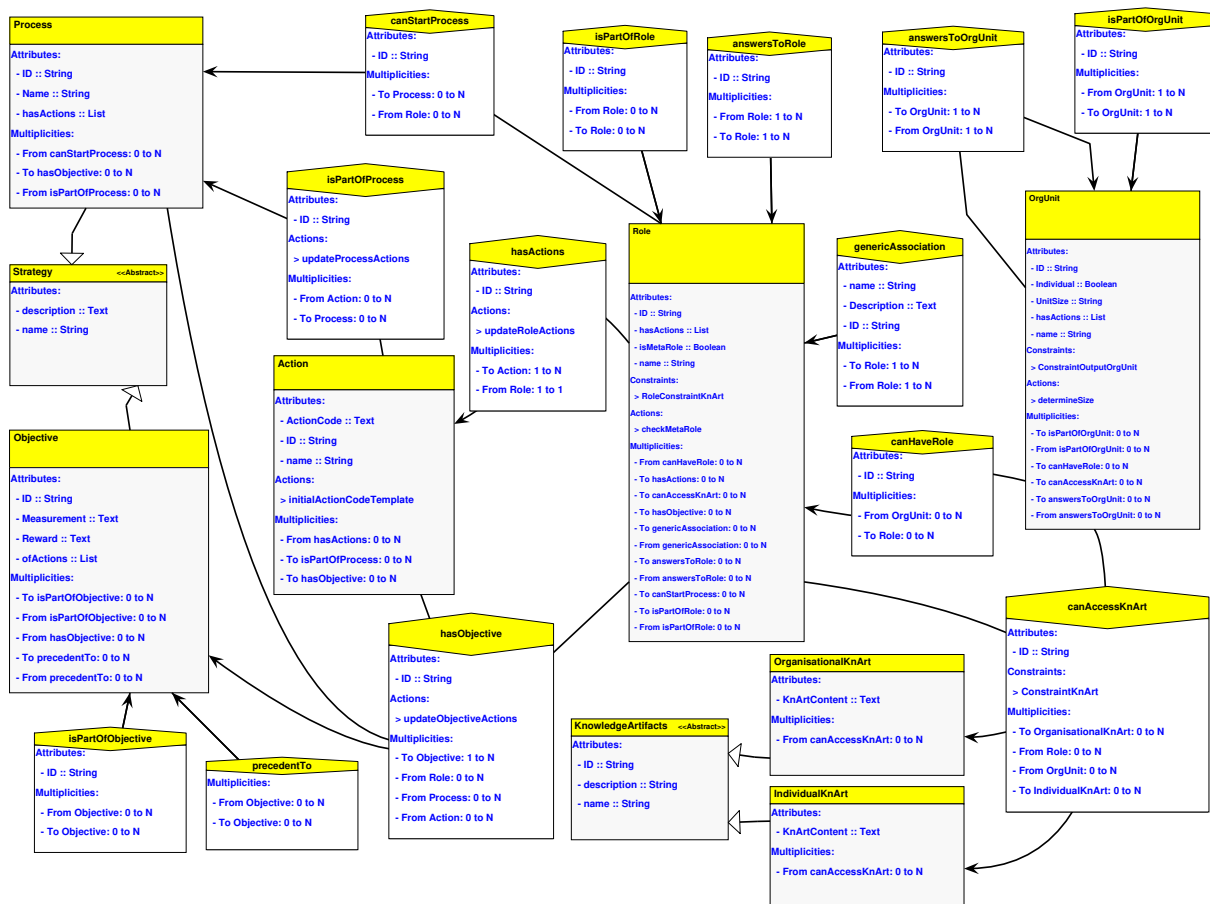 Process
Attributes:
- ID :: String
- Name :: String
- hasActions :: List
Multiplicities:
- From canStartProcess: 0 to N
- To hasObjective: 0 to N
- From isPartOfProcess: 0 to N
canStartProcess
Attributes:
- ID :: String
Multiplicities:
- To Process: 0 to N
- From Role: 0 to N
isPartOfRole
Attributes:
- ID :: String
Multiplicities:
- From Role: 0 to N
- To Role: 0 to N
answersToRole
Attributes:
- ID :: String
Multiplicities:
- From Role: 1 to N
- To Role: 1 to N
answersToOrgUnit
Attributes:
- ID :: String
Multiplicities:
- To OrgUnit: 1 to N
- From OrgUnit: 1 to N
isPartOfOrgUnit
Attributes:
- ID :: String
Multiplicities:
- From OrgUnit: 1 to N
- To OrgUnit: 1 to N
isPartOfProcess
Attributes:
- ID :: String
Actions:
> updateProcessActions
Multiplicities:
- From Action: 0 to N
- To Process: 0 to N
hasActions
Attributes:
- ID :: String
Actions:
> updateRoleActions
Multiplicities:
- To Action: 1 to N
- From Role: 1 to 1
Role
Attributes:
- ID :: String
- hasActions :: List
- isMetaRole :: Boolean
- name :: String
Constraints:
> RoleConstraintKnArt
Actions:
> checkMetaRole
Multiplicities:
- From canHaveRole: 0 to N
- To hasActions: 0 to N
- To canAccessKnArt: 0 to N
- To hasObjective: 0 to N
- To genericAssociation: 0 to N
- From genericAssociation: 0 to N
- To answersToRole: 0 to N
- From answersToRole: 0 to N
- To canStartProcess: 0 to N
- To isPartOfRole: 0 to N
- From isPartOfRole: 0 to N
genericAssociation
Attributes:
- name :: String
- Description :: Text
- ID :: String
Multiplicities:
- To Role: 1 to N
- From Role: 1 to N
OrgUnit
Attributes:
- ID :: String
- Individual :: Boolean
- UnitSize :: String
- hasActions :: List
- name :: String
Constraints:
> ConstraintOutputOrgUnit
Actions:
> determineSize
Multiplicities:
- To isPartOfOrgUnit: 0 to N
- From isPartOfOrgUnit: 0 to N
- To canHaveRole: 0 to N
- To canAccessKnArt: 0 to N
- To answersToOrgUnit: 0 to N
- From answersToOrgUnit: 0 to N
Strategy <<Abstract>>
Attributes:
- description :: Text
- name :: String
Action
Attributes:
- ActionCode :: Text
- ID :: String
- name :: String
Actions:
> initialActionCodeTemplate
Multiplicities:
- From hasActions: 0 to N
- To isPartOfProcess: 0 to N
- To hasObjective: 0 to N
Objective
Attributes:
- ID :: String
- Measurement :: Text
- Reward :: Text
- ofActions :: List
Multiplicities:
- To isPartOfObjective: 0 to N
- From isPartOfObjective: 0 to N
- From hasObjective: 0 to N
- To precedentTo: 0 to N
- From precedentTo: 0 to N
canHaveRole
Attributes:
- ID :: String
Multiplicities:
- From OrgUnit: 0 to N
- To Role: 0 to N
hasObjective
Attributes:
- ID :: String
Actions:
> updateObjectiveActions
Multiplicities:
- To Objective: 1 to N
- From Role: 0 to N
- From Process: 0 to N
- From Action: 0 to N
canAccessKnArt
Attributes:
- ID :: String
Constraints:
> ConstraintKnArt
Multiplicities:
- To OrganisationalKnArt: 0 to N
- From Role: 0 to N
- From OrgUnit: 0 to N
- To IndividualKnArt: 0 to N
OrganisationalKnArt
Attributes:
- KnArtContent :: Text
Multiplicities:
- From canAccessKnArt: 0 to N
KnowledgeArtifacts <<Abstract>>
Attributes:
- ID :: String
- description :: String
- name :: String
IndividualKnArt
Attributes:
- KnArtContent :: Text
Multiplicities:
- From canAccessKnArt: 0 to N
isPartOfObjective
Attributes:
- ID :: String
Multiplicities:
- From Objective: 0 to N
- To Objective: 0 to N
precedentTo
Multiplicities:
- From Objective: 0 to N
- To Objective: 0 to N